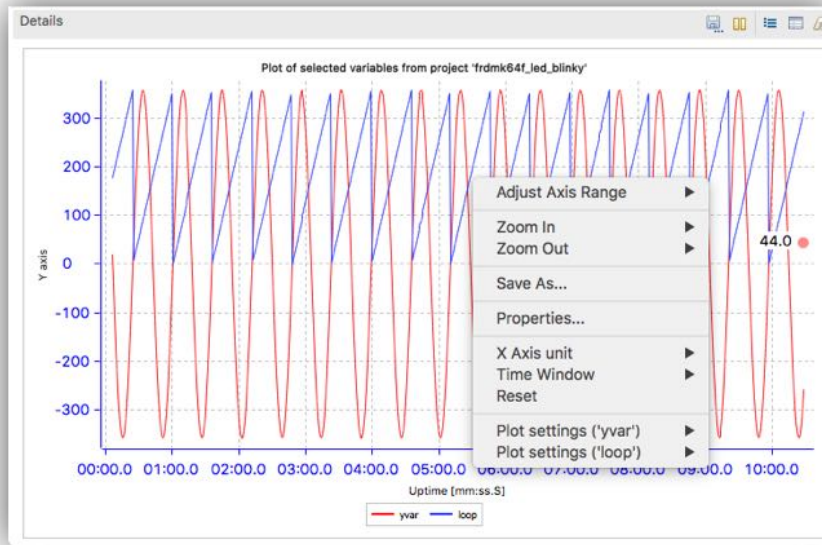 Details
Plot of selected variables from project 'frdmk64f_led_blinky'
300
200
100
0
-100
-200
-300
Y axis
Adjust Axis Range
Zoom In
Zoom Out
Save As...
Properties...
X Axis unit
Time Window
Reset
Plot settings ('yvar')
Plot settings ('loop')
44.0
00:00.0 01:00.0 02:00.0 03:00.0 04:00.0 05:00.0 06:00.0 07:00.0 08:00.0 09:00.0 10:00.0
Uptime [mm:ss.S]
yvar loop